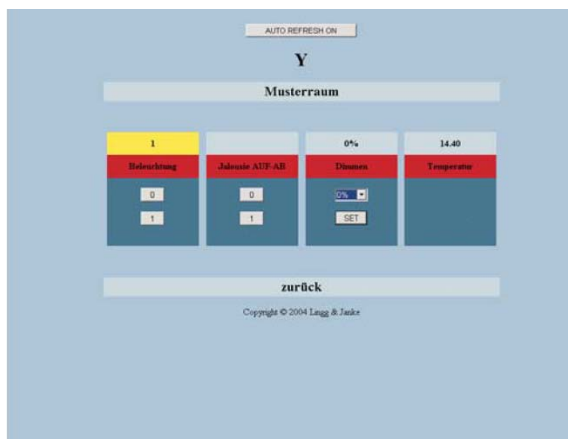 AUTO REFRESH ON
Y
Musterraum
1 0% 14.40
Beleuchtung Jalousie AUF-AB Dimmen Temperatur
0 0 0%
1 1 SET
zurück
Copyright © 2004 Lingg & Janke